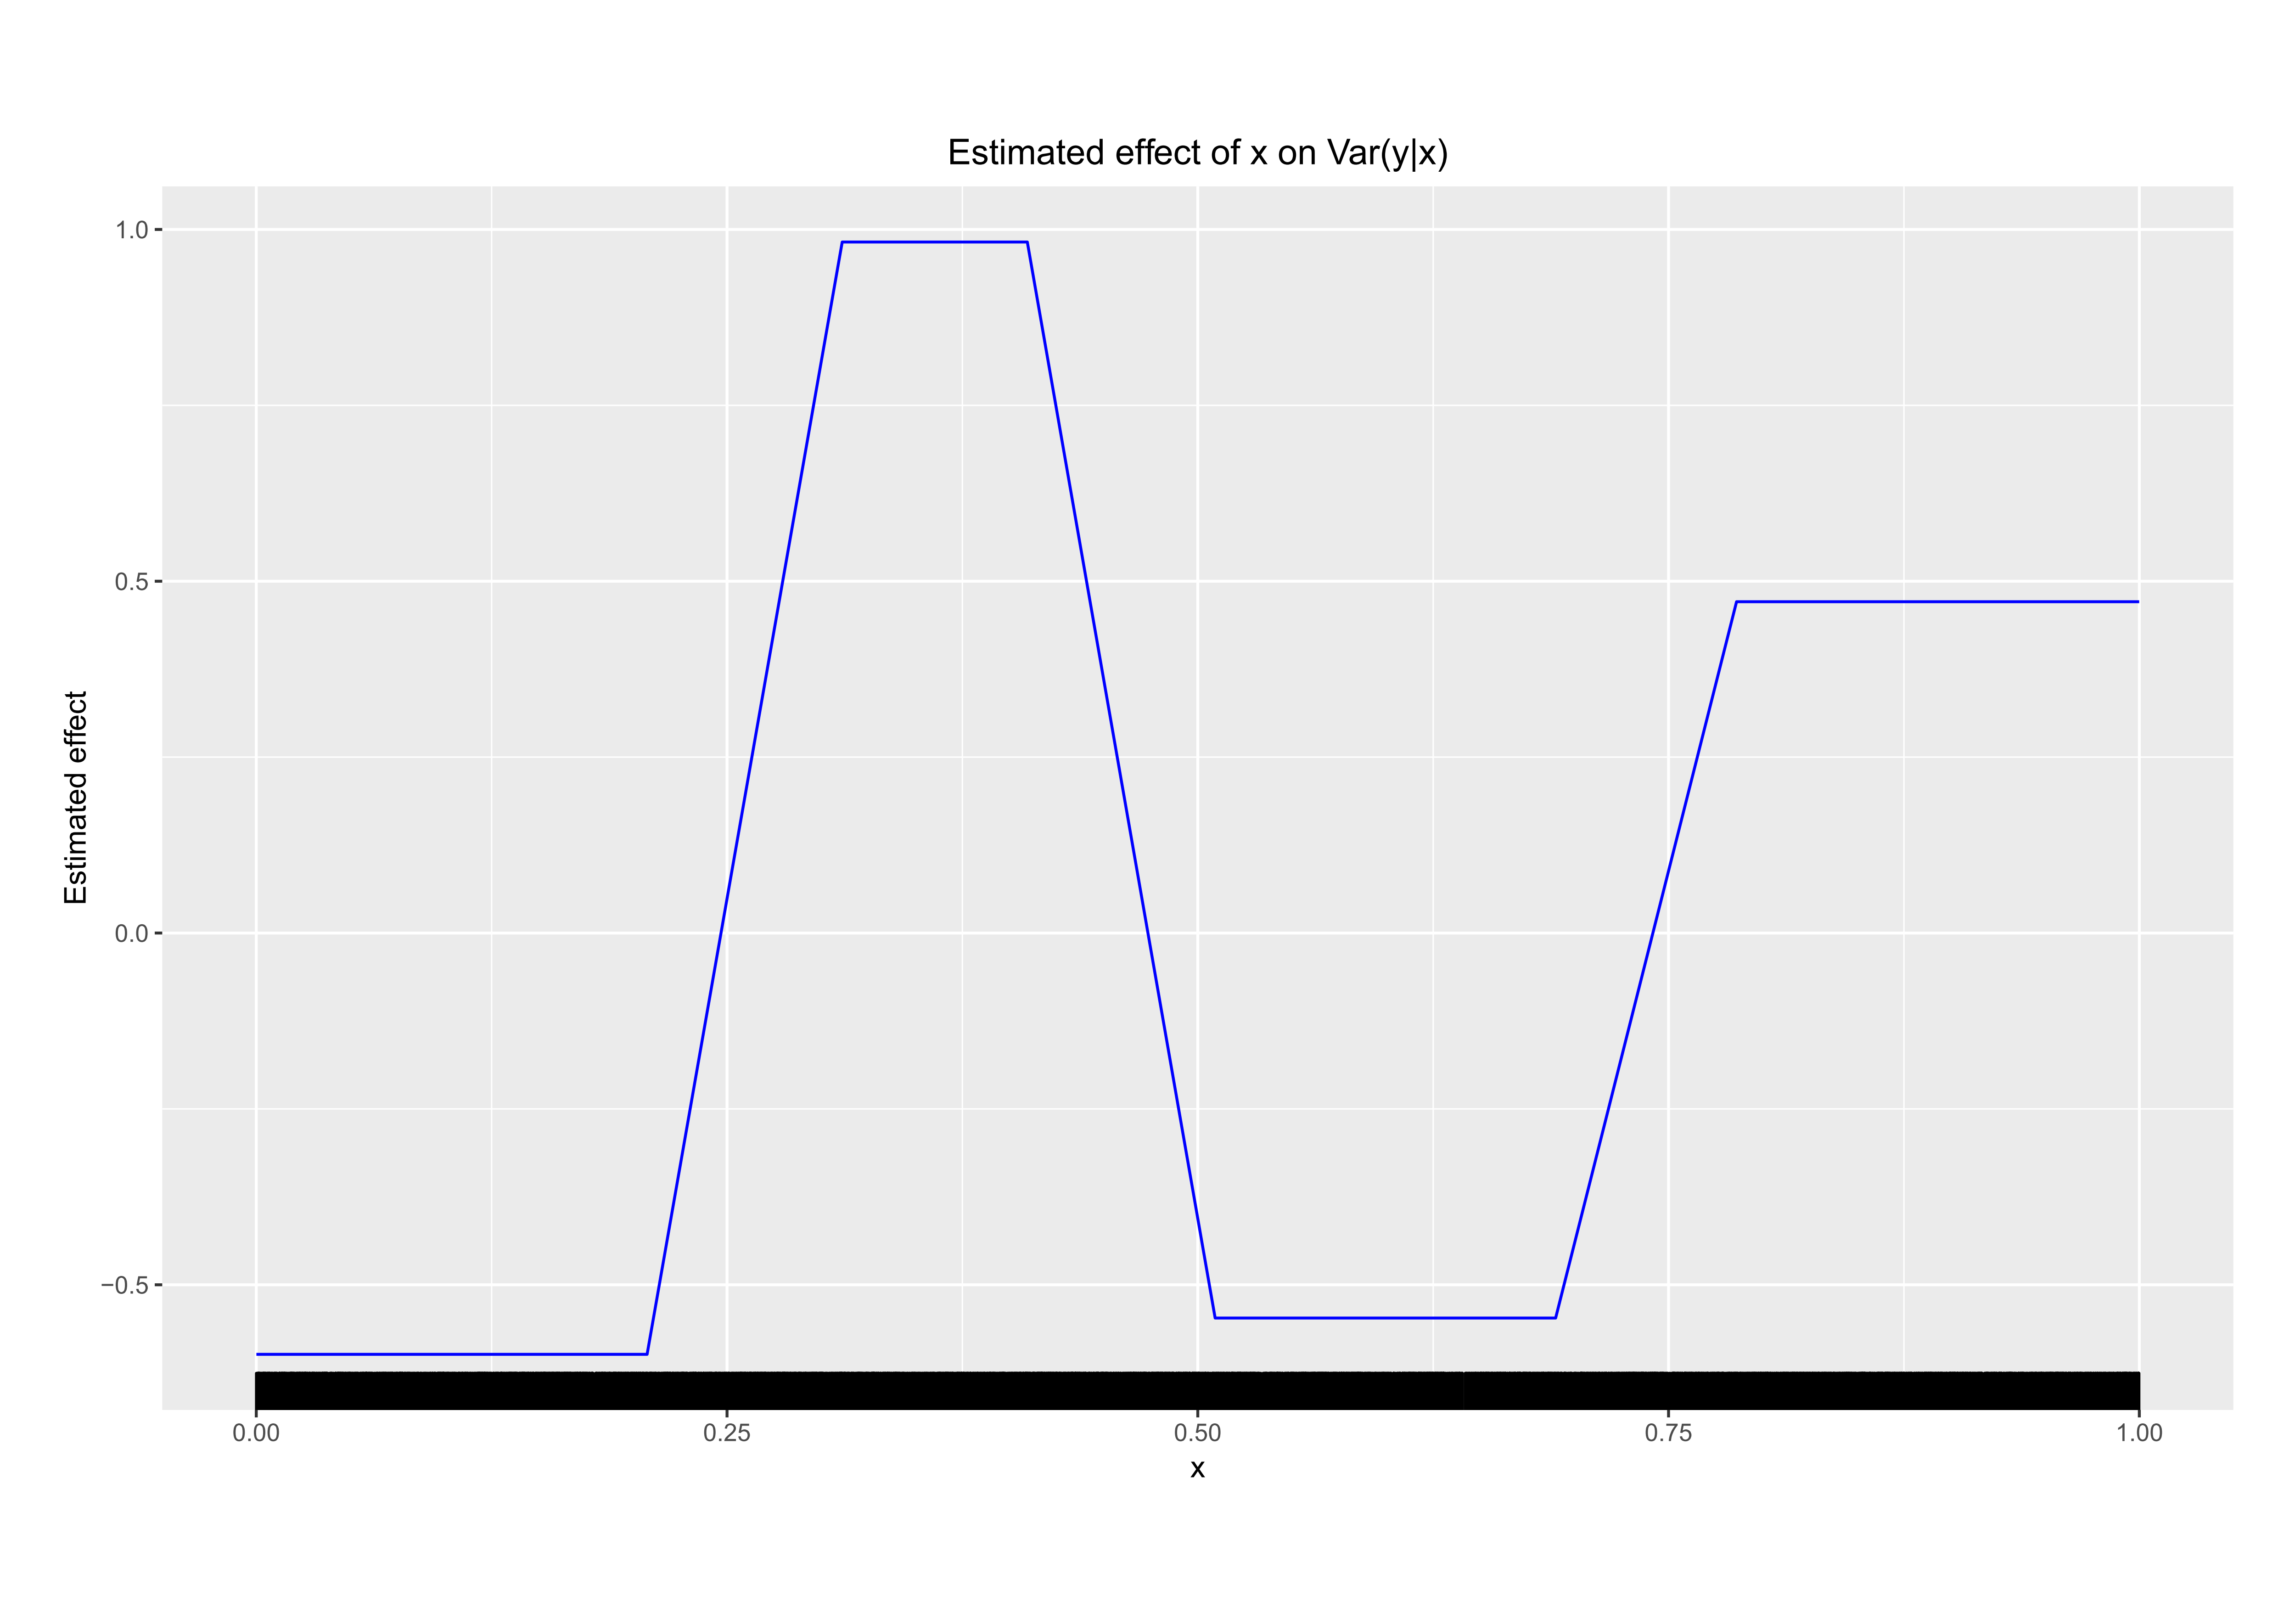 Estimated effect of x on Var(y|x)
1.0
0.5
0.0
−0.5
Estimated effect
0.00 0.25 0.50 0.75 1.00
x